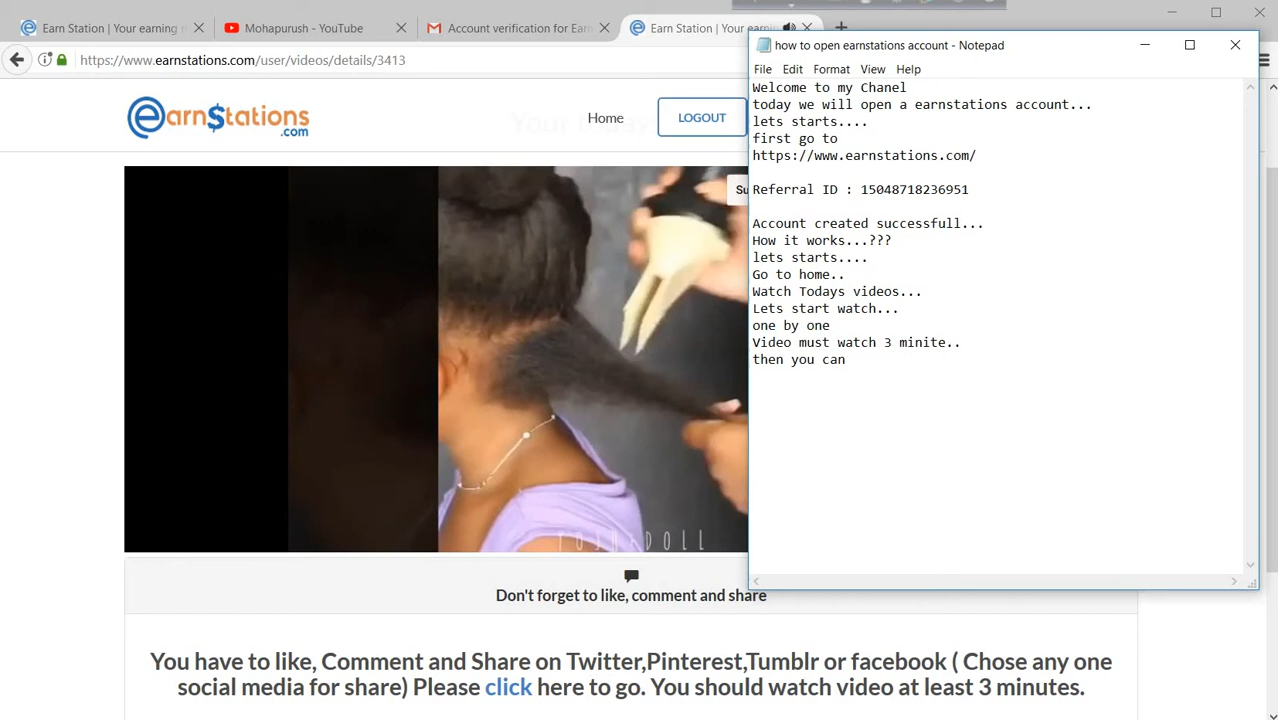 Earn Station | Your earning
Mohapurush - YouTube
Account verification for Earn
Earn Station | Your earnin
https://www.earnstations.com/user/videos/details/3413
earn$tations
.com
Home
LOGOUT
Su
YOSHIDOLL
Don't forget to like, comment and share
You have to like, Comment and Share on Twitter,Pinterest,Tumblr or facebook ( Chose any one
social media for share) Please click here to go. You should watch video at least 3 minutes.
how to open earnstations account - Notepad
File Edit Format View Help
Welcome to my Chanel
today we will open a earnstations account...
lets starts....
first go to
https://www.earnstations.com/
Referral ID : 15048718236951
Account created successfull...
How it works...???
lets starts....
Go to home..
Watch Todays videos...
Lets start watch...
one by one
Video must watch 3 minite..
then you can